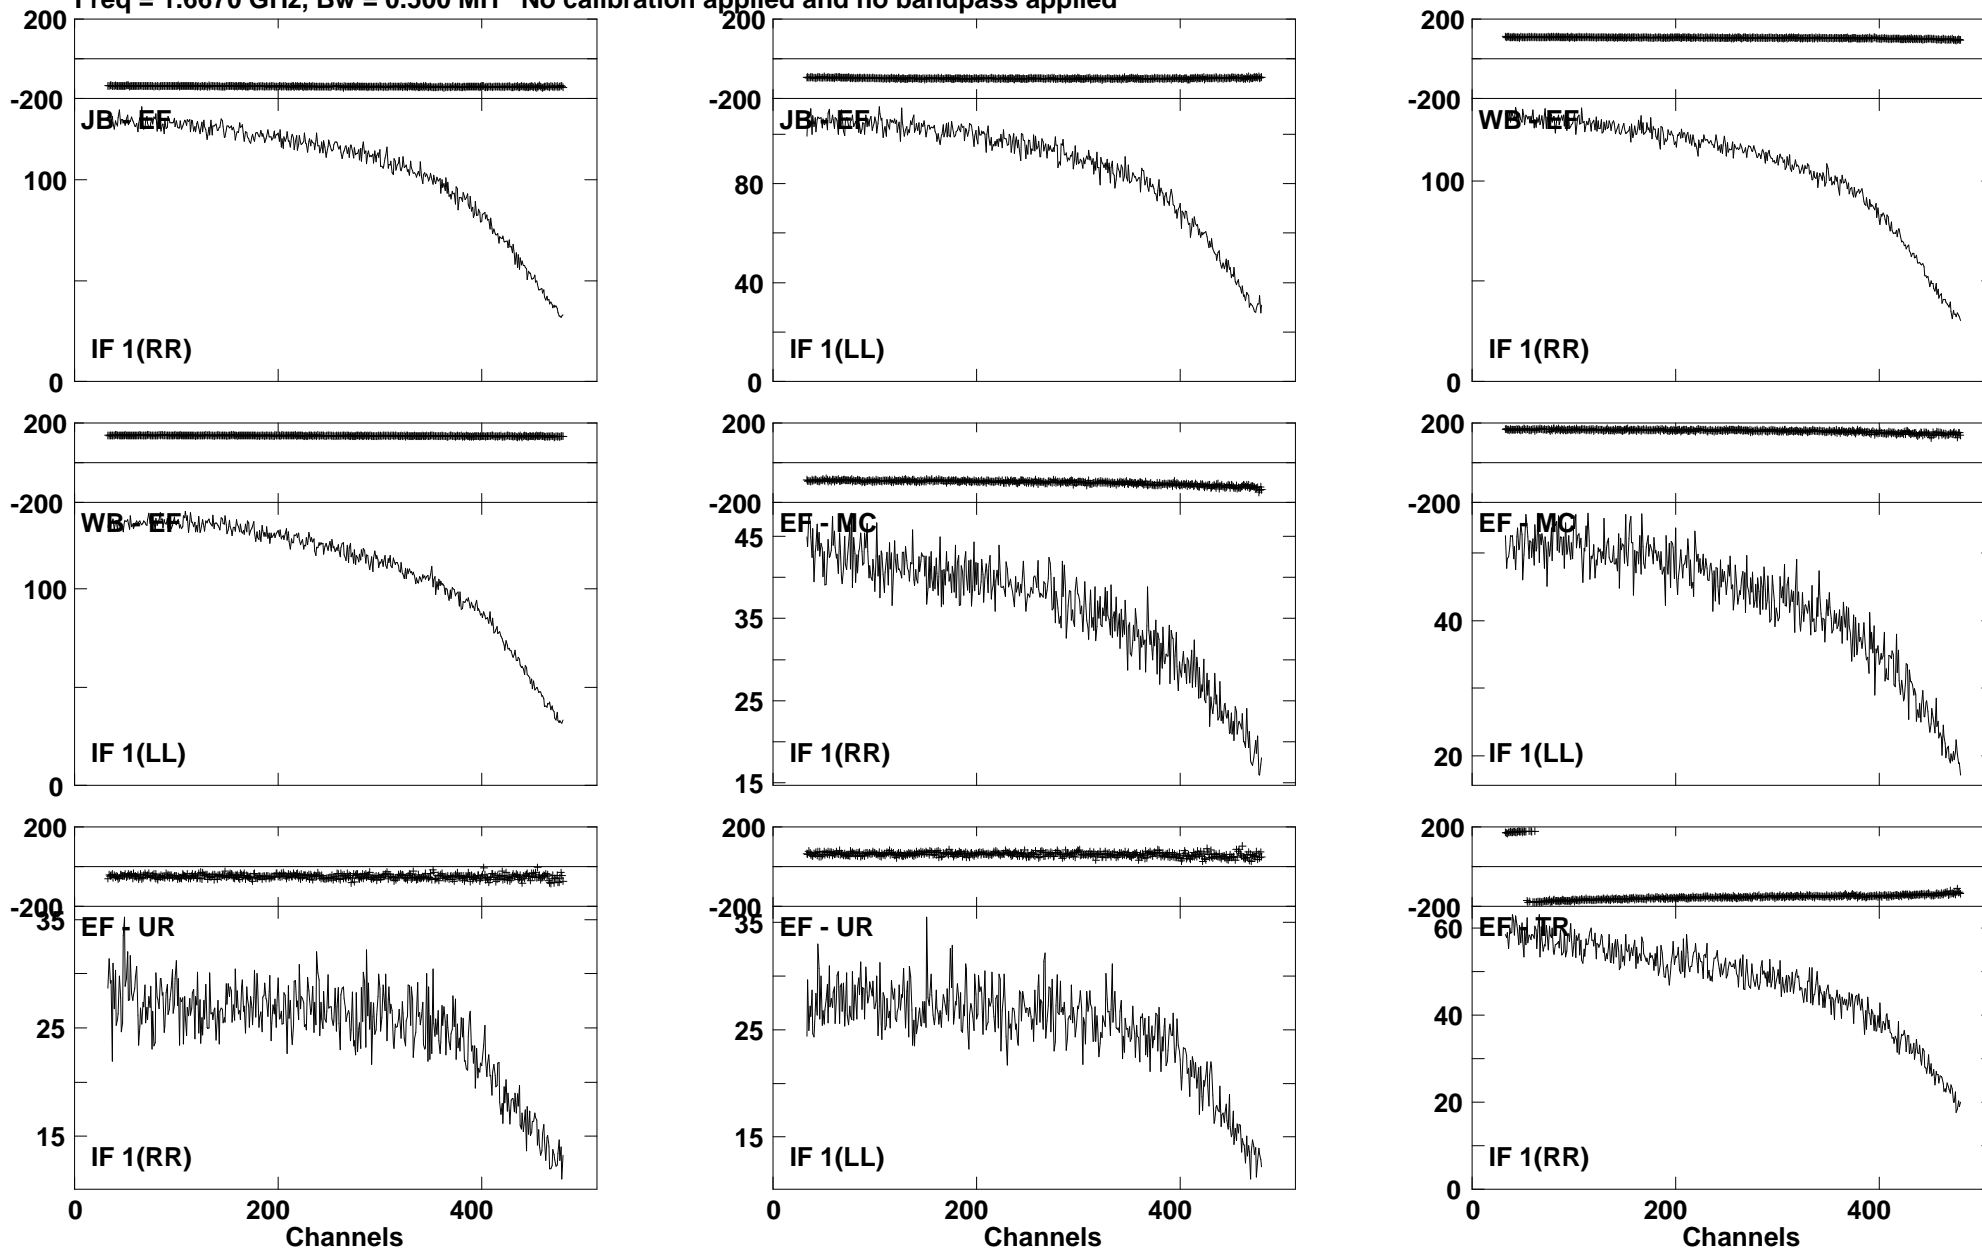 Freq = 1.6670 GHz, Bw = 0.500 MH No calibration applied and no bandpass applied
200 200 200
-200 -200 -200
JB - EF JB - EF WB - EF
100 80 100
40
IF 1(RR) IF 1(LL) IF 1(RR)
0 0 0
200 200 200
-200 -200 -200
WB - EF EF - MC EF - MC
45
100 35 40
25
IF 1(LL) IF 1(RR) IF 1(LL)
20
0 15
200 200 200
-200 -200
35 35 60
EF - UR EF - UR EF - TR
25 25 40
15 15 20
IF 1(RR) IF 1(LL) IF 1(RR)
0
0 200 400 0 200 400 0 200 400
Channels Channels Channels